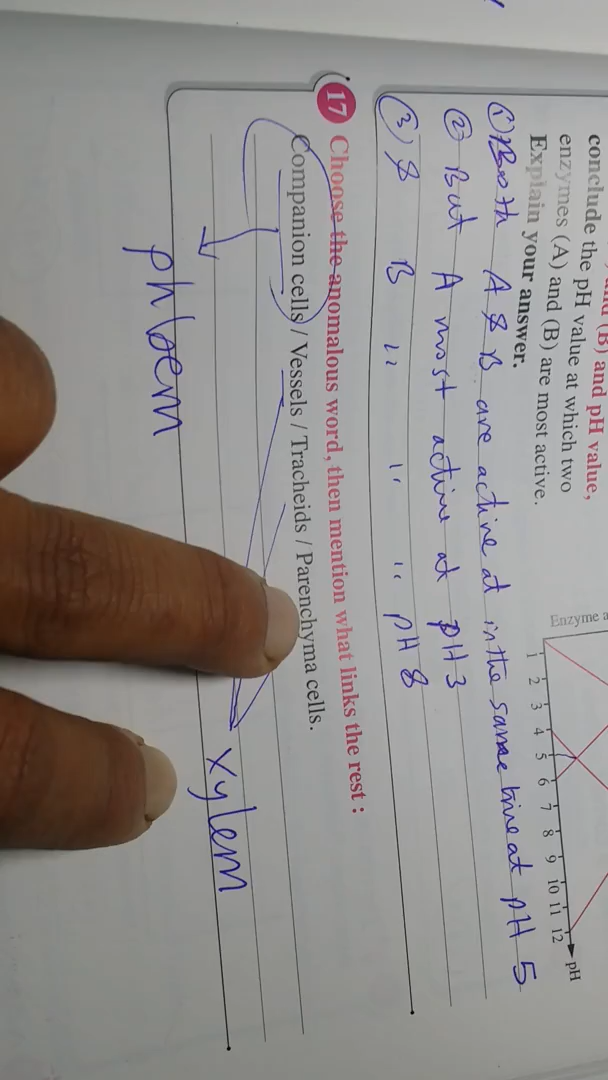 (B) and pH value,
conclude the pH value at which two
enzymes (A) and (B) are most active.
Explain your answer.
Enzyme a
1 2 3 4 5 6 7 8 9 10 11 12
pH
① Both A & B are active at in the same time at pH 5
② But A most active at pH 3
③ & B " " " pH 8
17 Choose the anomalous word, then mention what links the rest :
Companion cells / Vessels / Tracheids / Parenchyma cells.
xylem
phloem